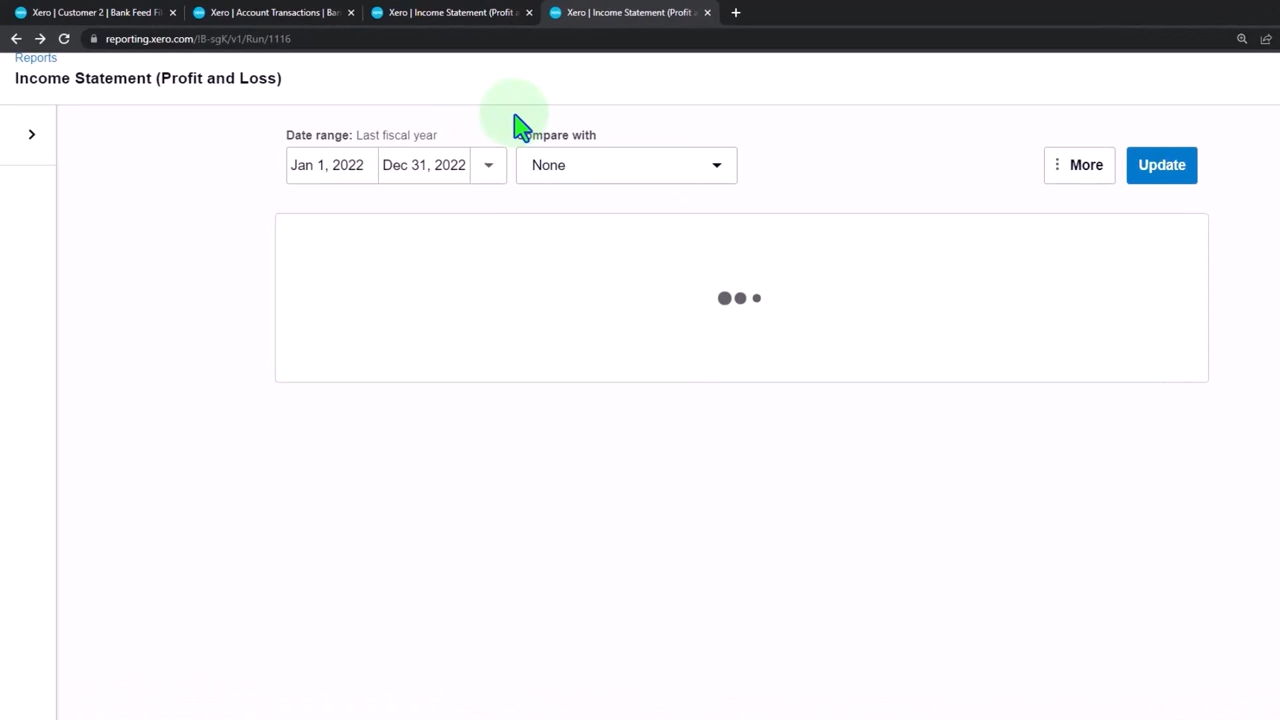 Xero | Customer 2 | Bank Feed Fi
Xero | Account Transactions | Ban
Xero | Income Statement (Profit a
Xero | Income Statement (Profit a
reporting.xero.com/!B-sgK/v1/Run/1116
Reports
Income Statement (Profit and Loss)
Date range: Last fiscal year
mpare with
Jan 1, 2022
Dec 31, 2022
None
More
Update